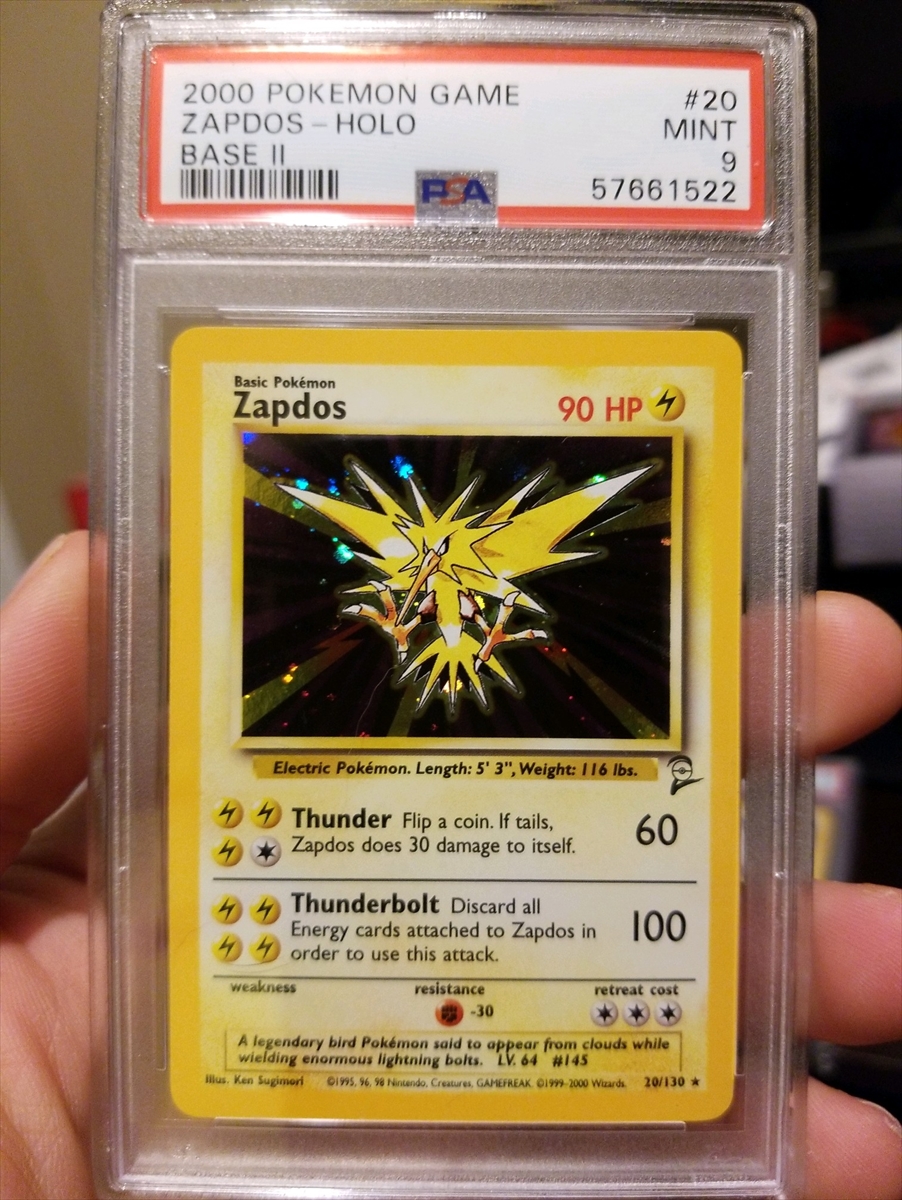 2000 POKEMON GAME #20
ZAPDOS - HOLO MINT
BASE II 9
PSA 57661522
Basic Pokémon
Zapdos 90 HP
Electric Pokémon. Length: 5' 3", Weight: 116 lbs.
Thunder Flip a coin. If tails,
Zapdos does 30 damage to itself.
60
Thunderbolt Discard all
Energy cards attached to Zapdos in
order to use this attack.
100
weakness resistance retreat cost
-30
A legendary bird Pokémon said to appear from clouds while
wielding enormous lightning bolts. LV. 64 #145
Illus. Ken Sugimori ©1995, 96, 98 Nintendo, Creatures, GAMEFREAK. ©1999-2000 Wizards. 20/130 ★